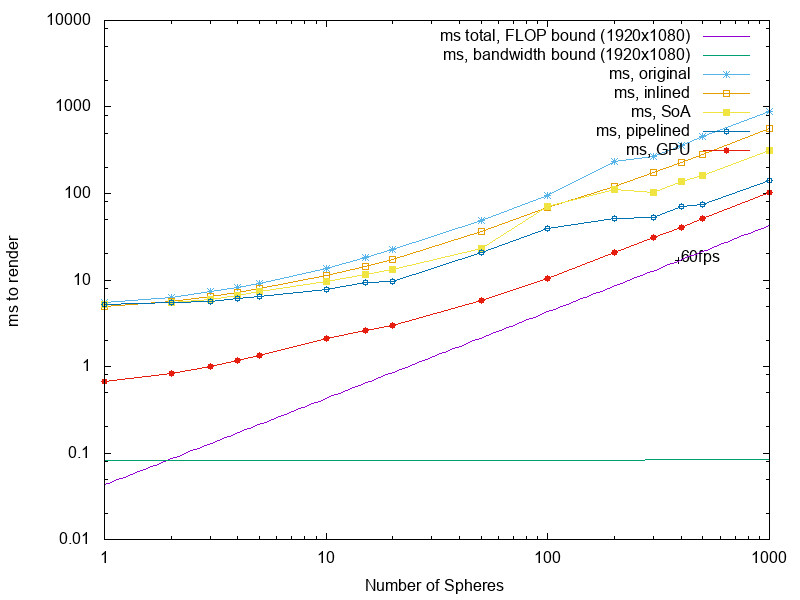 10000
1000
100
10
1
0.1
0.01
ms to render
ms total, FLOP bound (1920x1080)
ms, bandwidth bound (1920x1080)
ms, original
ms, inlined
ms, SoA
ms, pipelined
ms, GPU
60fps
1
10
100
1000
Number of Spheres